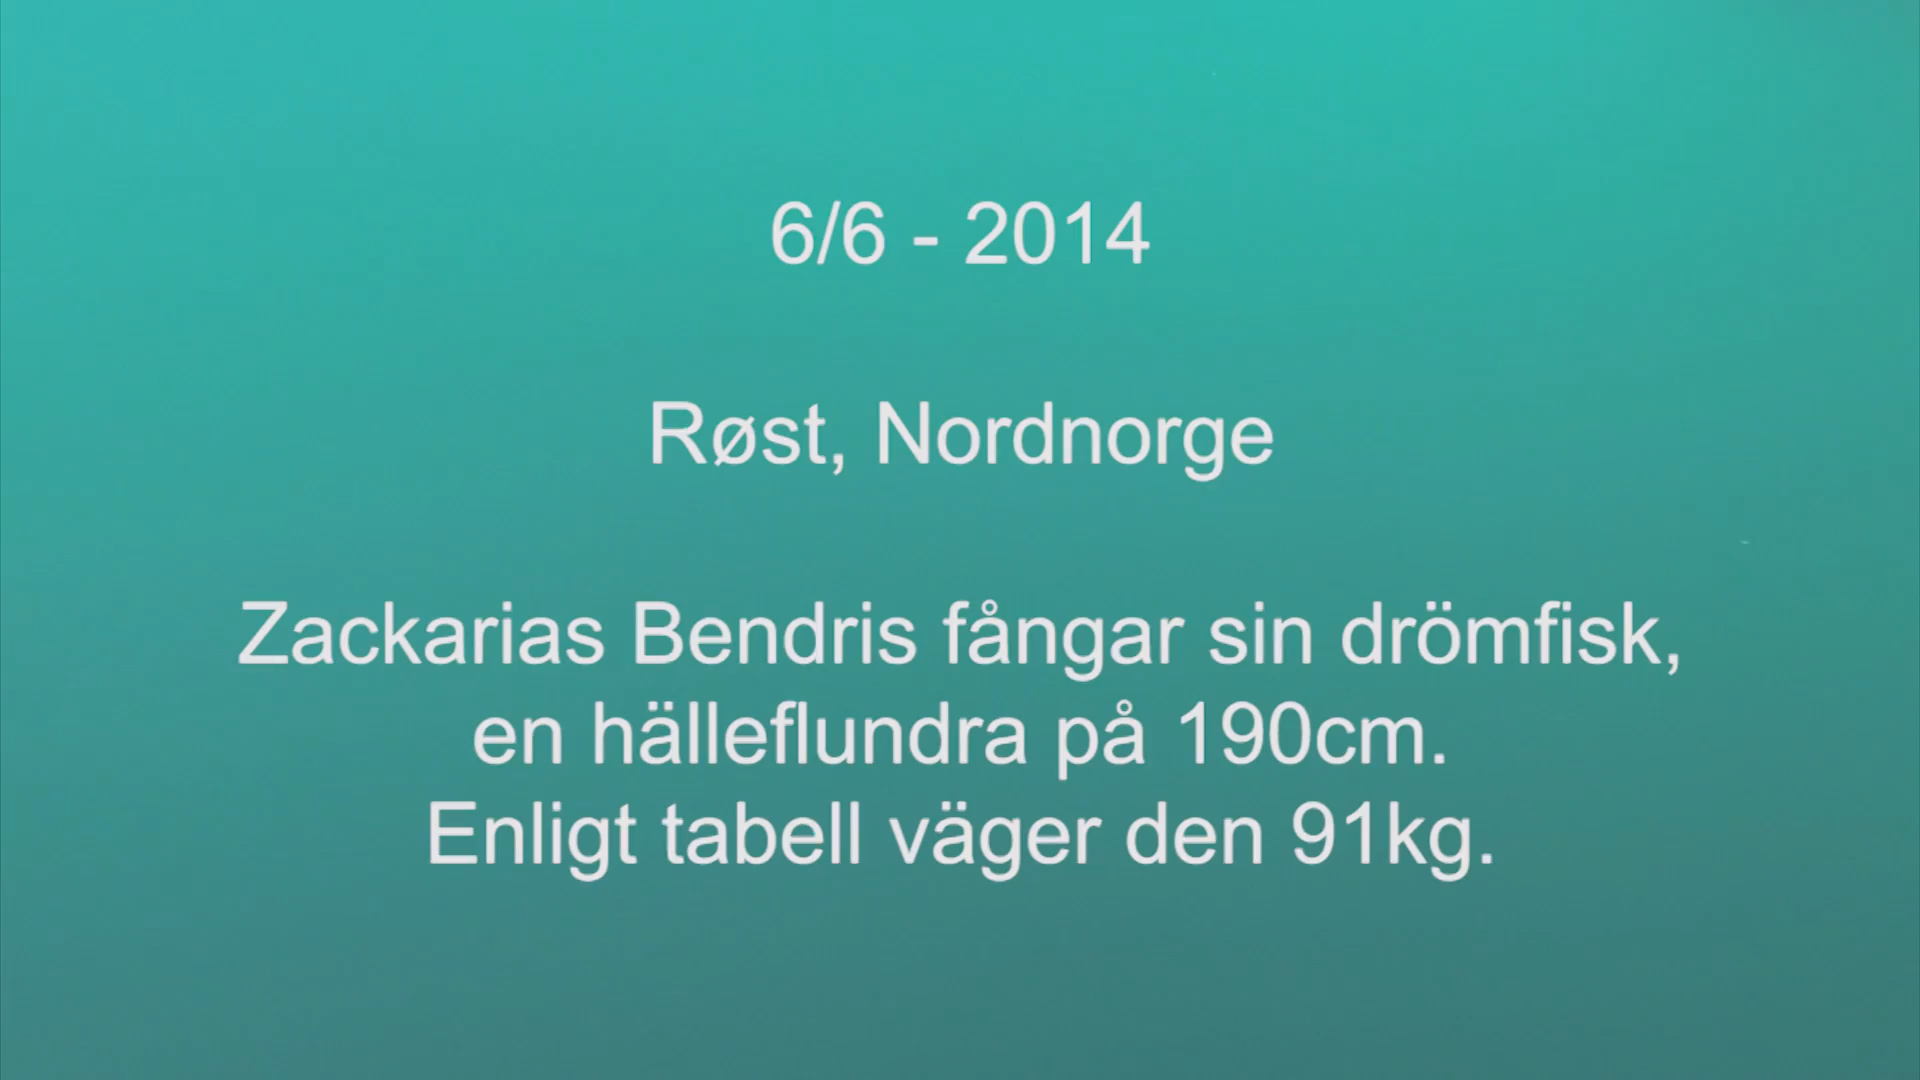 6/6 - 2014
Røst, Nordnorge
Zackarias Bendris fångar sin drömfisk,
en hälleflundra på 190cm.
Enligt tabell väger den 91kg.